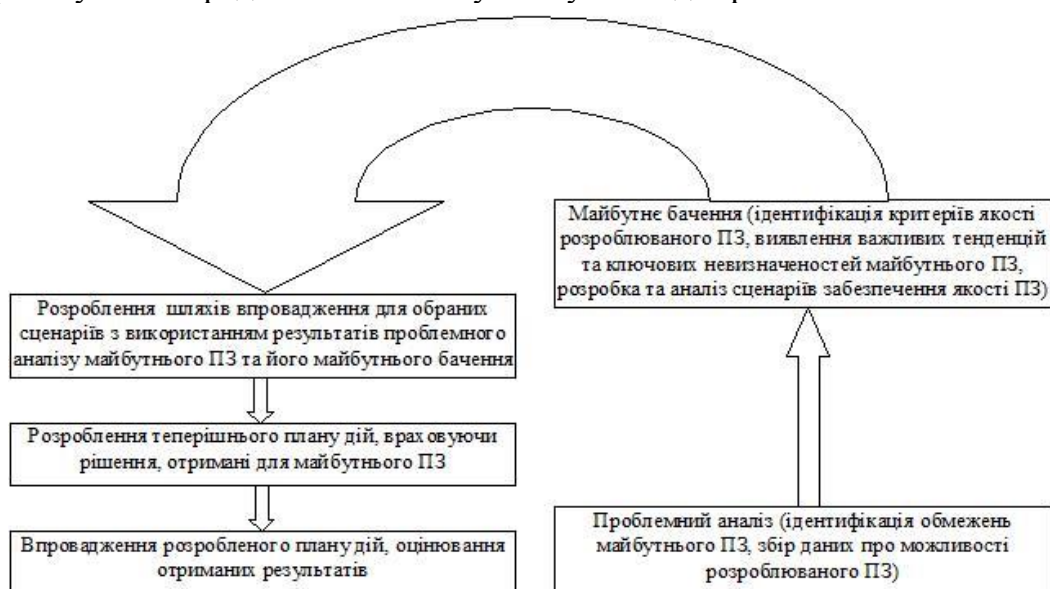 Майбутнє бачення (ідентифікація критеріїв якості
розроблюваного ПЗ, виявлення важливих тенденцій
та ключових невизначеностей майбутнього ПЗ,
розробка та аналіз сценаріїв забезпечення якості ПЗ)
Розроблення шляхів впровадження для обраних
сценаріїв з використанням результатів проблемного
аналізу майбутнього ПЗ та його майбутнього бачення
Розроблення теперішнього плану дій, враховуючи
рішення, отримані для майбутнього ПЗ
Впровадження розробленого плану дій, оцінювання
отриманих результатів
Проблемний аналіз (ідентифікація обмежень
майбутнього ПЗ, збір даних про можливості
розроблюваного ПЗ)